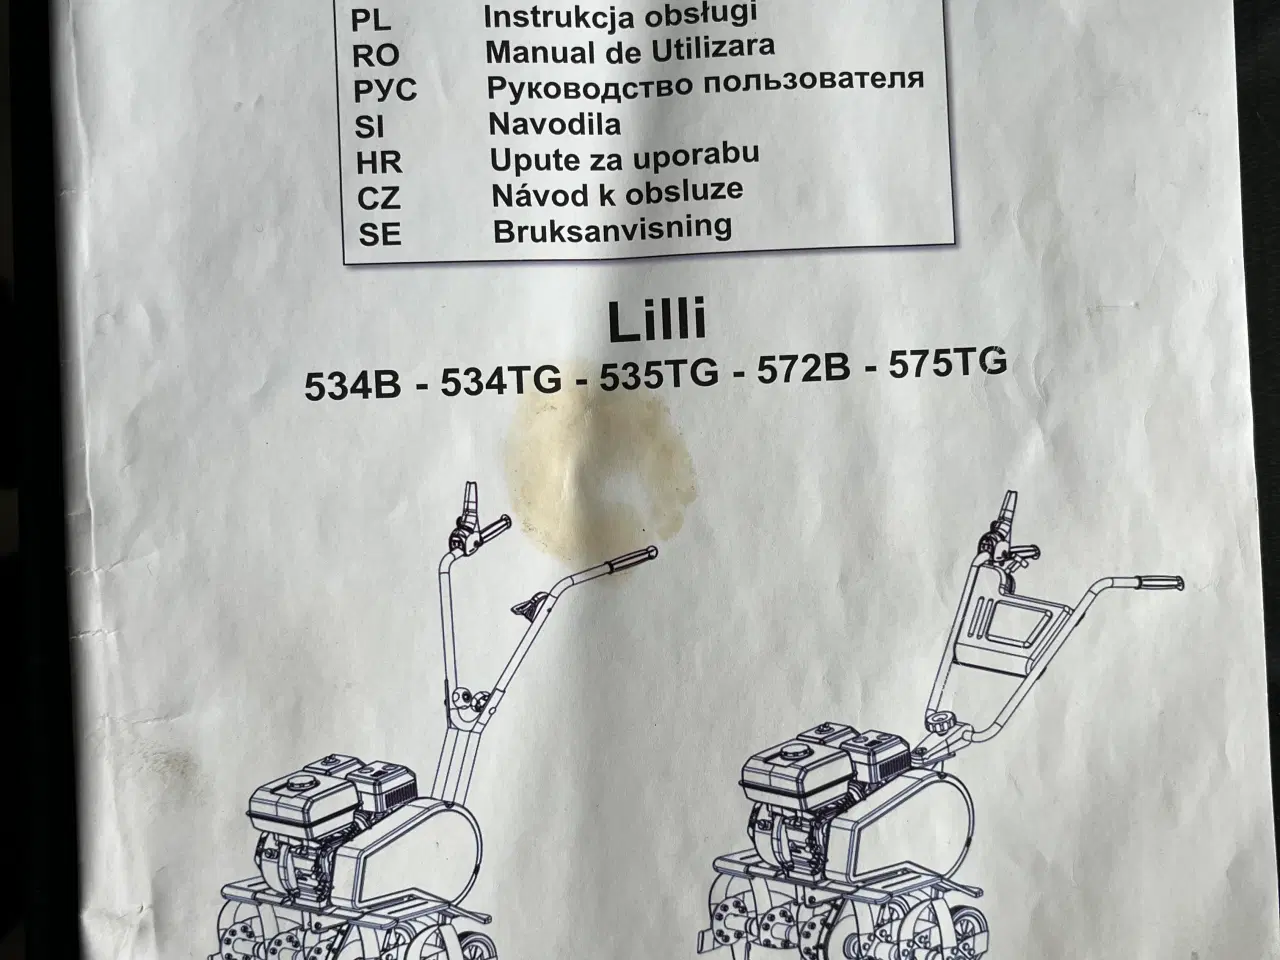 PL Instrukcja obsługi
RO Manual de Utilizara
РУС Руководство пользователя
SI Navodila
HR Upute za uporabu
CZ Návod k obsluze
SE Bruksanvisning
Lilli
534B - 534TG - 535TG - 572B - 575TG